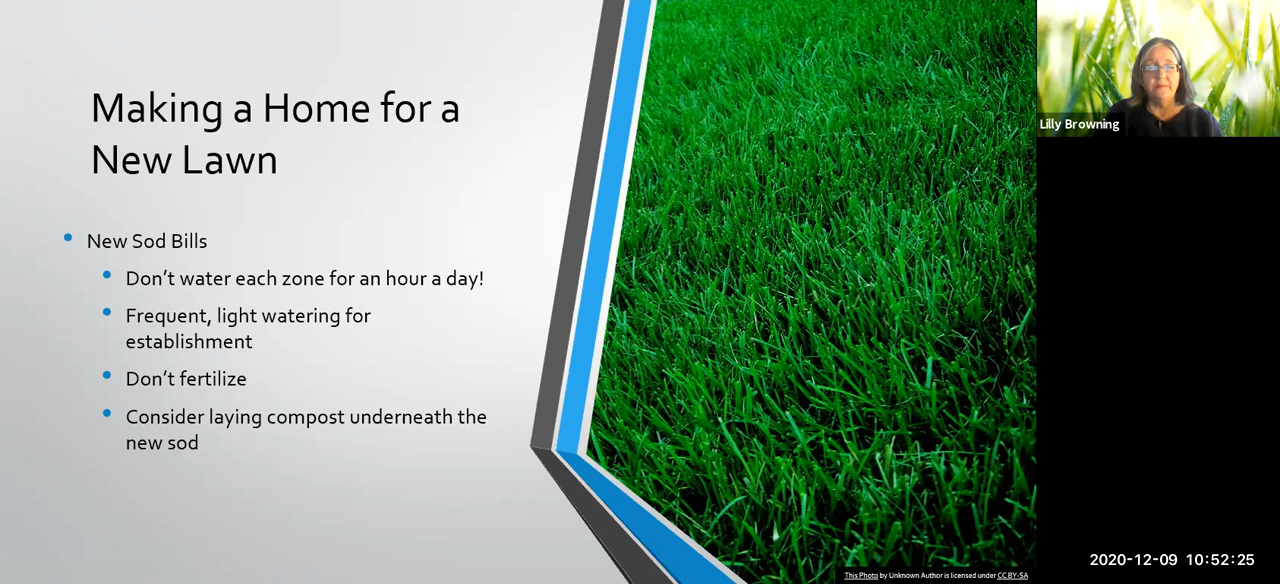 Making a Home for a
New Lawn
New Sod Bills
Don’t water each zone for an hour a day!
Frequent, light watering for
establishment
Don’t fertilize
Consider laying compost underneath the
new sod
This Photo by Unknown Author is licensed under CC BY-SA
Lilly Browning
2020-12-09 10:52:25